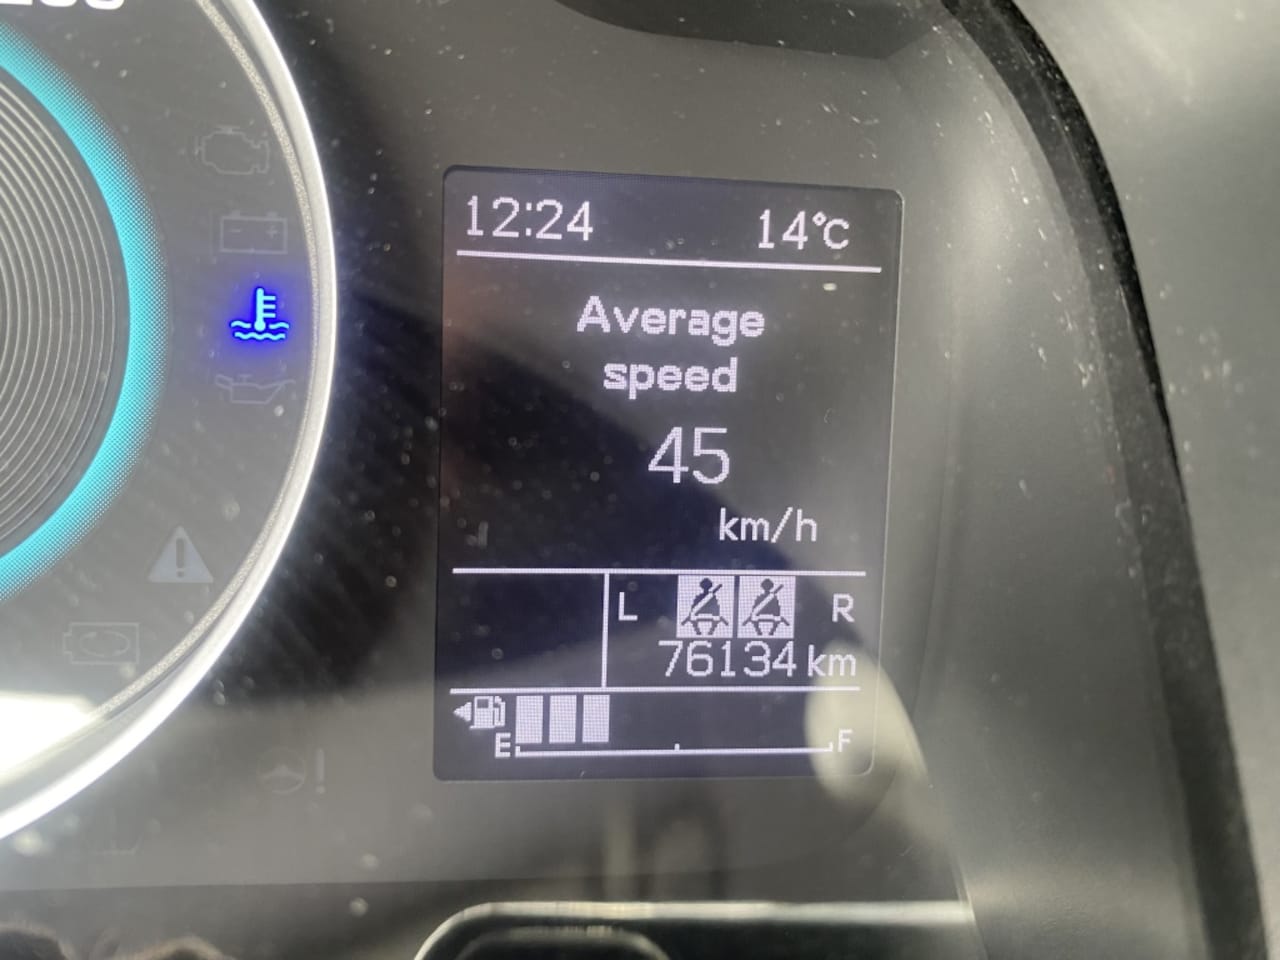 12:24 14°C
Average
speed
45
km/h
L R
76134 km
E F